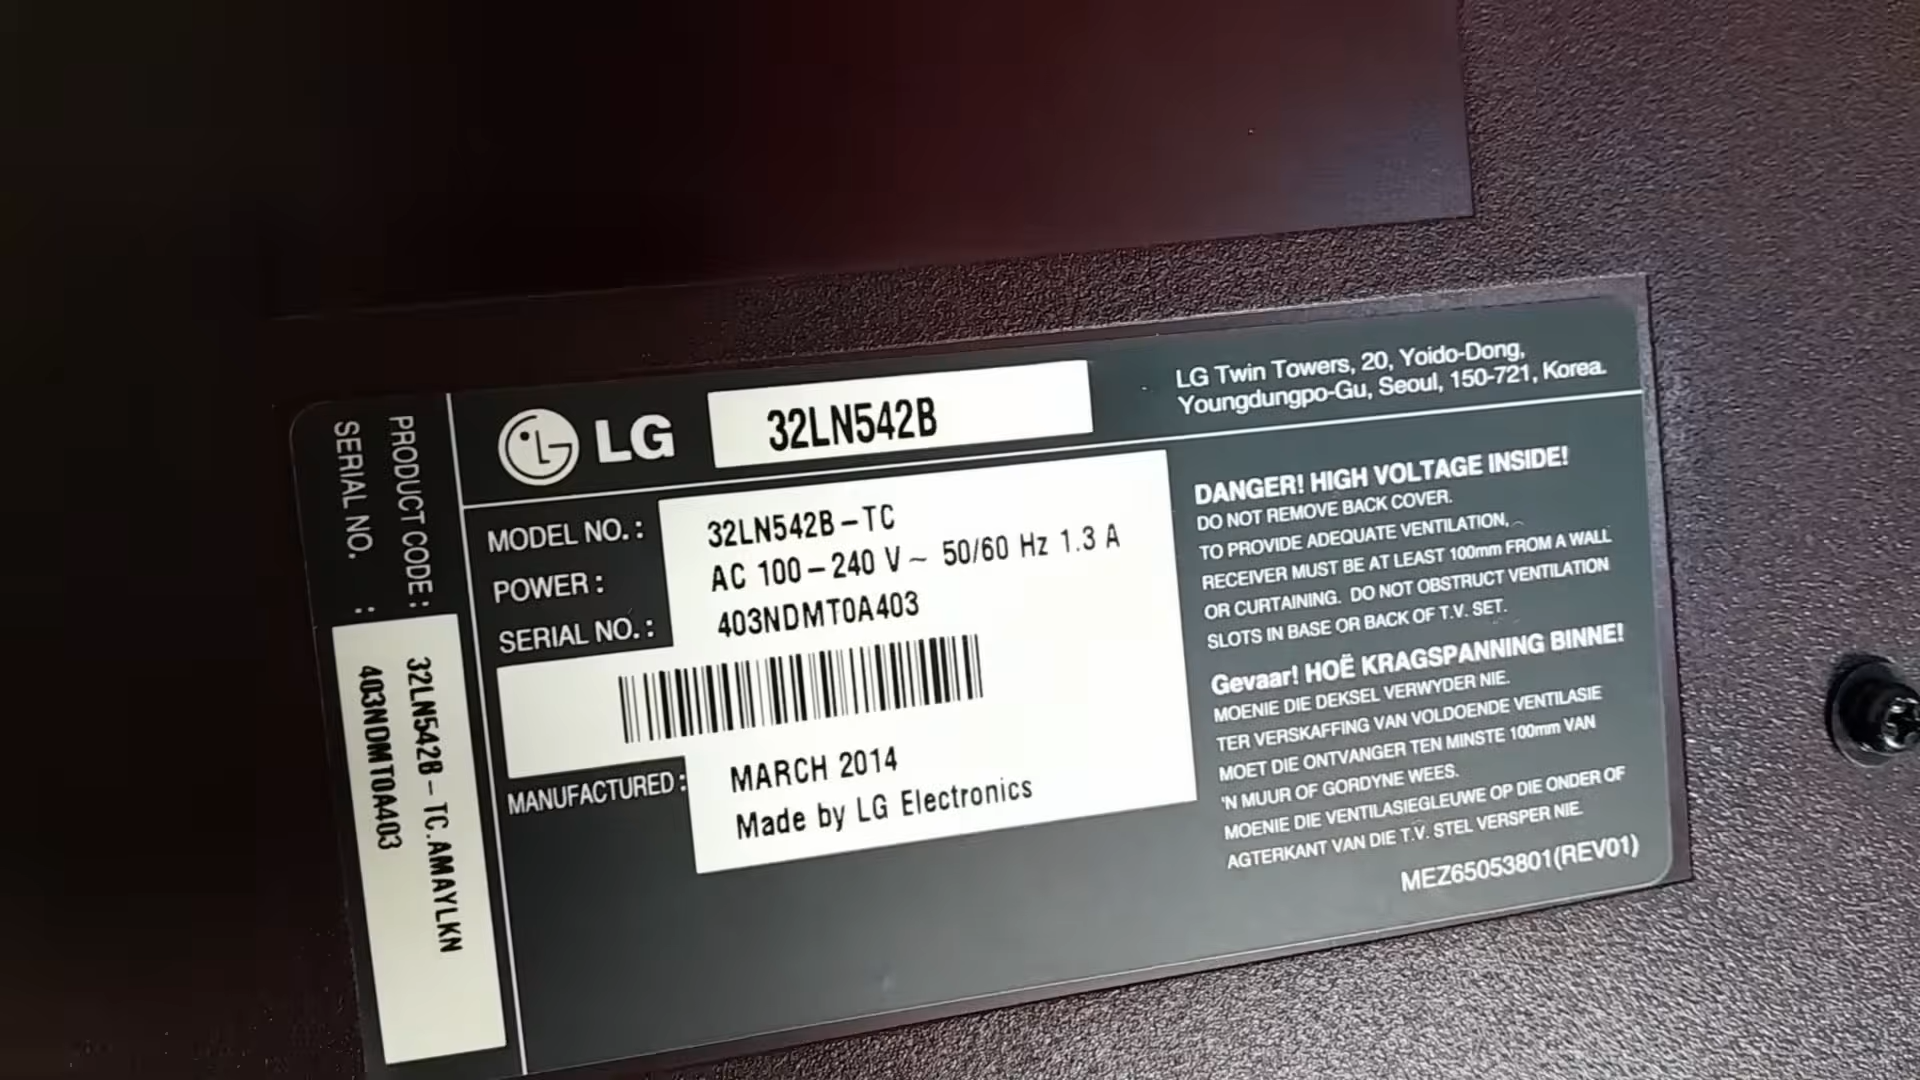 LG
32LN542B
LG Twin Towers, 20, Yoido-Dong,
Youngdungpo-Gu, Seoul, 150-721, Korea.
PRODUCT CODE: 32LN542B-TC.AMAYLKN
SERIAL NO. : 403NDMT0A403
MODEL NO.: 32LN542B-TC
POWER: AC 100-240 V~ 50/60 Hz 1.3 A
SERIAL NO.: 403NDMT0A403
MANUFACTURED: MARCH 2014
Made by LG Electronics
DANGER! HIGH VOLTAGE INSIDE!
DO NOT REMOVE BACK COVER.
TO PROVIDE ADEQUATE VENTILATION,
RECEIVER MUST BE AT LEAST 100mm FROM A WALL
OR CURTAINING. DO NOT OBSTRUCT VENTILATION
SLOTS IN BASE OR BACK OF T.V. SET.
Gevaar! HOË KRAGSPANNING BINNE!
MOENIE DIE DEKSEL VERWYDER NIE.
TER VERSKAFFING VAN VOLDOENDE VENTILASIE
MOET DIE ONTVANGER TEN MINSTE 100mm VAN
'N MUUR OF GORDYNE WEES.
MOENIE DIE VENTILASIEGLEUWE OP DIE ONDER OF
AGTERKANT VAN DIE T.V. STEL VERSPER NIE.
MEZ65053801(REV01)